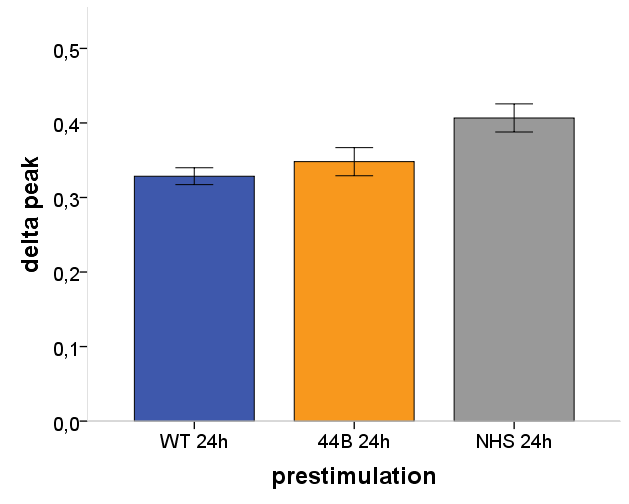 0,5
0,4
0,3
0,2
0,1
0,0
delta peak
WT 24h
44B 24h
NHS 24h
prestimulation